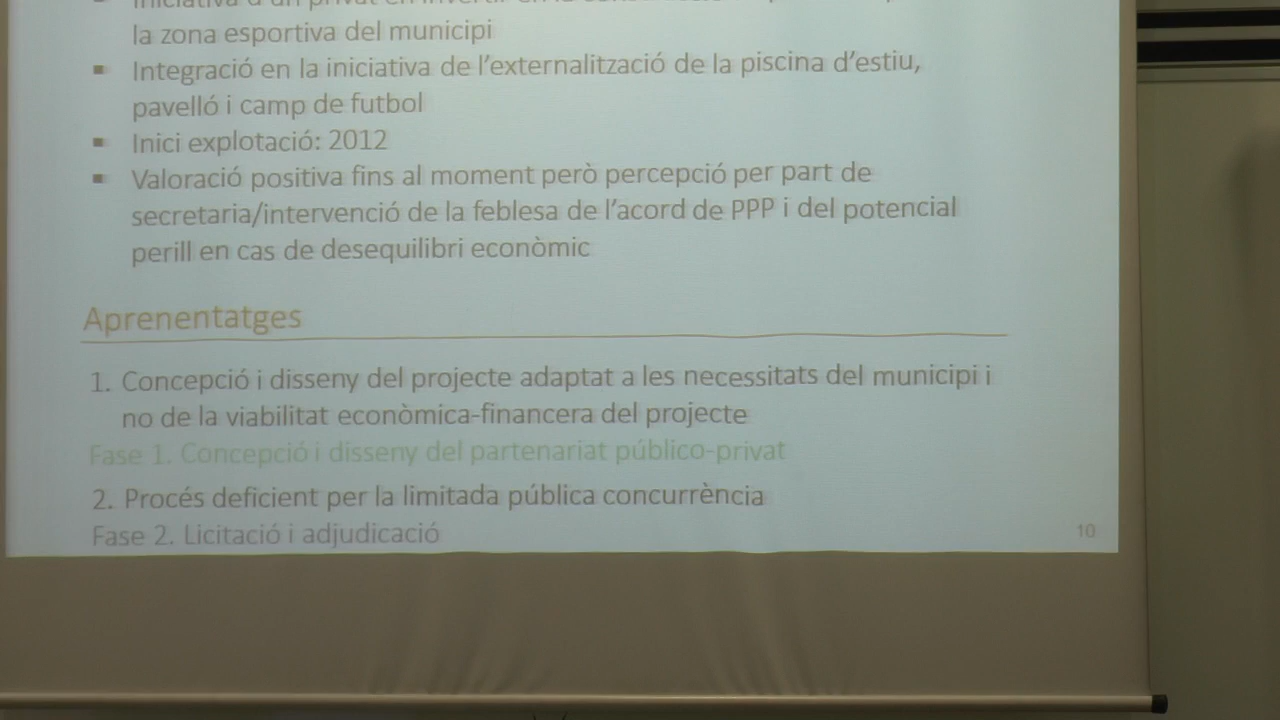 la zona esportiva del municipi
▪ Integració en la iniciativa de l'externalització de la piscina d'estiu,
pavelló i camp de futbol
▪ Inici explotació: 2012
▪ Valoració positiva fins al moment però percepció per part de
secretaria/intervenció de la feblesa de l'acord de PPP i del potencial
perill en cas de desequilibri econòmic
Aprenentatges
1. Concepció i disseny del projecte adaptat a les necessitats del municipi i
no de la viabilitat econòmica-financera del projecte
Fase 1. Concepció i disseny del partenariat público-privat
2. Procés deficient per la limitada pública concurrència
Fase 2. Licitació i adjudicació
10